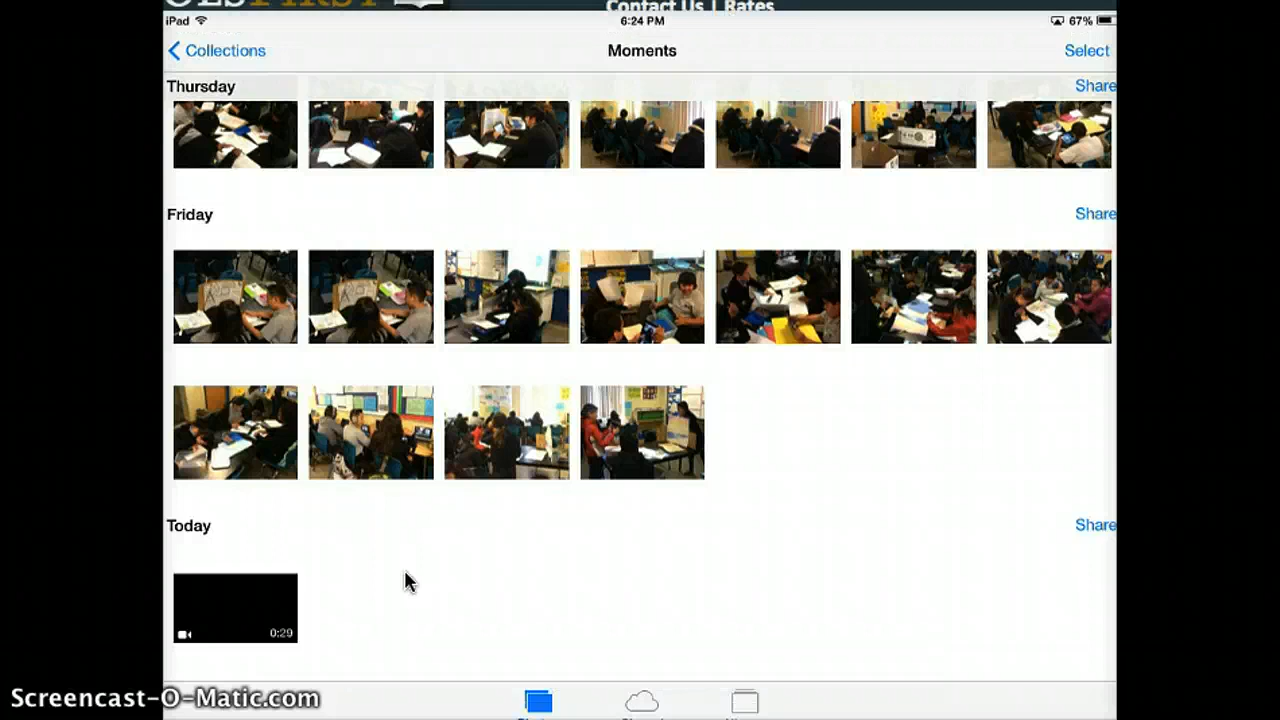 Contact Us | Rates
iPad 6:24 PM 67%
Collections Moments Select
Thursday Share
Friday Share
Today Share
0:29
Screencast-O-Matic.com